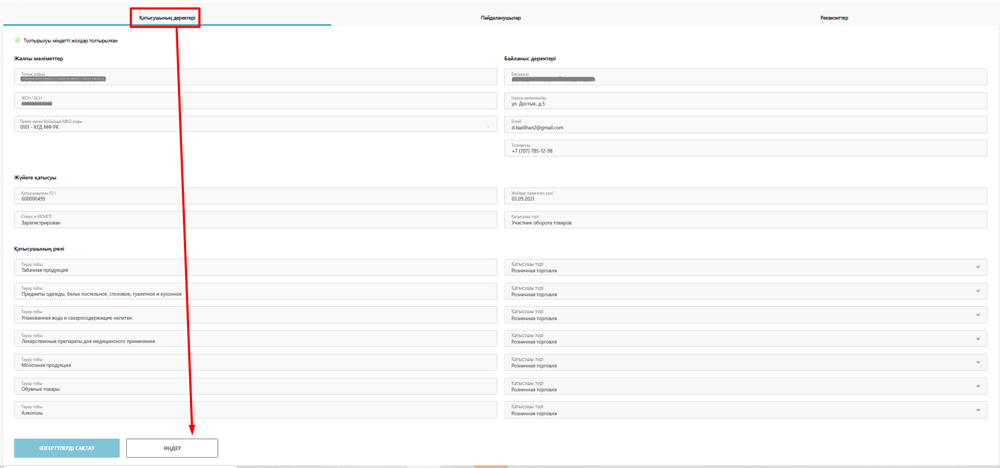 Қатысушының деректері
Пайдаланушылар
Реквизиттер
Толтырылуы міндетті жолдар толтырылған
Жалпы мәліметтер
Толық атауы
ЖСН / БСН
Тіркеу орны бойынша МКО коды
0101 - КГД МФ РК
Байланыс деректері
Басшысы
Нақты мекенжайы
ул. Достык, д.5
Email
d.bazilhan2@gmail.com
Телефоны
+7 (707) 785-12-98
Жүйеге қатысуы
Қатысушының ID-і
600000495
Жүйеде тіркелген күні
03.09.2021
Статус в ИСМПТ
Зарегистрирован
Қатысушы түрі
Участник оборота товаров
Қатысушының рөлі
Тауар тобы
Табачная продукция
Қатысушы түрі
Розничная торговля
Тауар тобы
Предметы одежды, белье постельное, столовое, туалетное и кухонное
Қатысушы түрі
Розничная торговля
Тауар тобы
Упакованная вода и сахаросодержащие напитки
Қатысушы түрі
Розничная торговля
Тауар тобы
Лекарственные препараты для медицинского применения
Қатысушы түрі
Розничная торговля
Тауар тобы
Молочная продукция
Қатысушы түрі
Розничная торговля
Тауар тобы
Обувные товары
Қатысушы түрі
Розничная торговля
Тауар тобы
Алкоголь
Қатысушы түрі
Розничная торговля
ӨЗГЕРТУЛЕРДІ САҚТАУ
ӨҢДЕУ